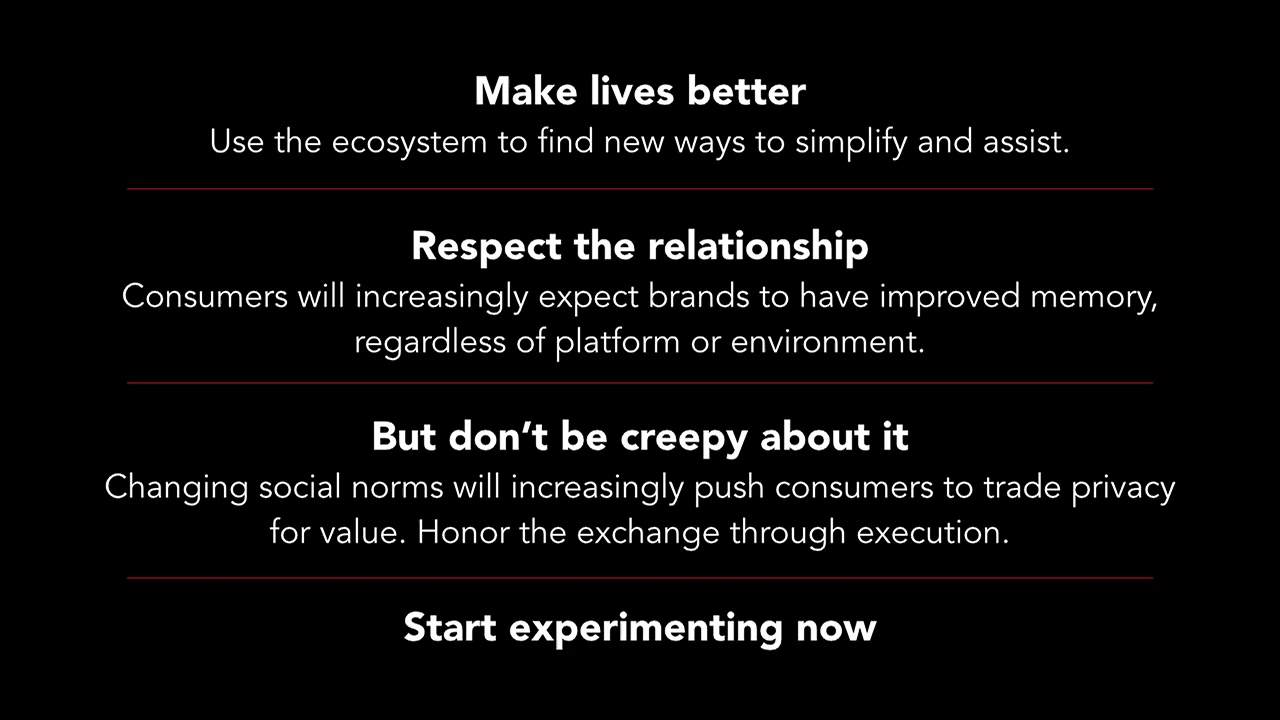 Make lives better
Use the ecosystem to find new ways to simplify and assist.
Respect the relationship
Consumers will increasingly expect brands to have improved memory,
regardless of platform or environment.
But don’t be creepy about it
Changing social norms will increasingly push consumers to trade privacy
for value. Honor the exchange through execution.
Start experimenting now